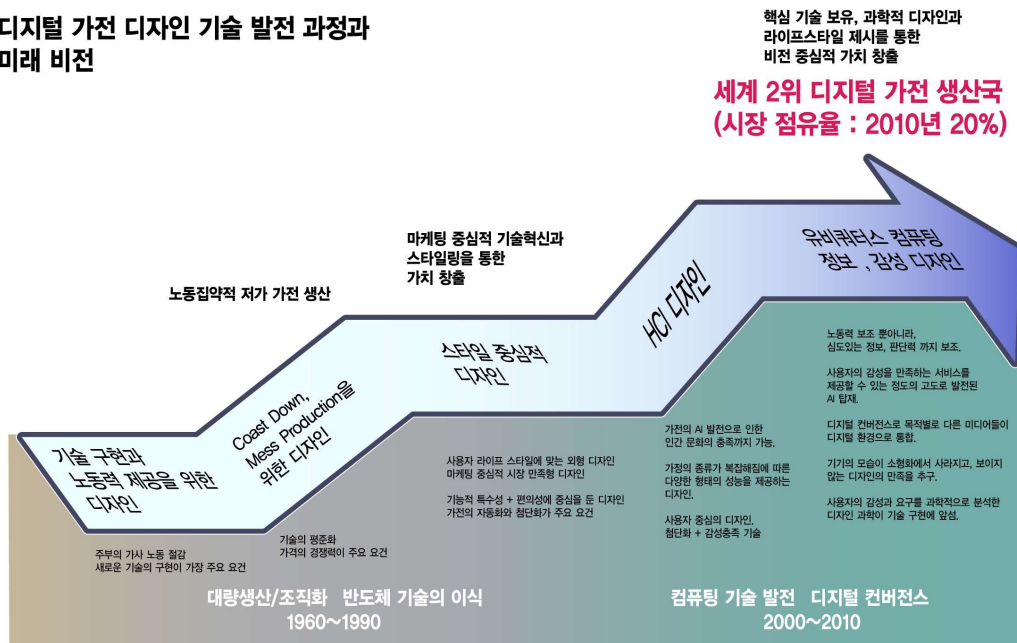 디지털 가전 디자인 기술 발전 과정과
미래 비전
핵심 기술 보유, 과학적 디자인과
라이프스타일 제시를 통한
비전 중심적 가치 창출
세계 2위 디지털 가전 생산국
(시장 점유율 : 2010년 20%)
마케팅 중심적 기술혁신과
스타일링을 통한
가치 창출
노동집약적 저가 가전 생산
기술 구현과
노동력 제공을 위한
디자인
Coast Down,
Mess Production을
위한 디자인
스타일 중심적
디자인
HCI 디자인
유비쿼터스 컴퓨팅
정보 , 감성 디자인
주부의 가사 노동 절감
새로운 기술의 구현이 가장 주요 요건
기술의 평준화
가격의 경쟁력이 주요 요건
사용자 라이프 스타일에 맞는 외형 디자인
마케팅 중심적 시장 만족형 디자인
기능적 특수성 + 편의성에 중심을 둔 디자인
가전의 자동화와 첨단화가 주요 요건
가전의 AI 발전으로 인한
인간 문화의 충족까지 가능.
가정의 종류가 복잡해짐에 따른
다양한 형태의 성능을 제공하는
디자인.
사용자 중심의 디자인.
첨단화 + 감성충족 기술
노동력 보조 뿐아니라,
심도있는 정보, 판단력 까지 보조.
사용자의 감성을 만족하는 서비스를
제공할 수 있는 정도의 고도로 발전된
AI 탑재.
디지털 컨버전스로 목적별로 다른 미디어들이
디지털 환경으로 통합.
기기의 모습이 소형화에서 사라지고, 보이지
않는 디자인의 만족을 추구.
사용자의 감성과 요구를 과학적으로 분석한
디자인 과학이 기술 구현에 앞섬.
대량생산/조직화 반도체 기술의 이식
1960~1990
컴퓨팅 기술 발전 디지털 컨버전스
2000~2010